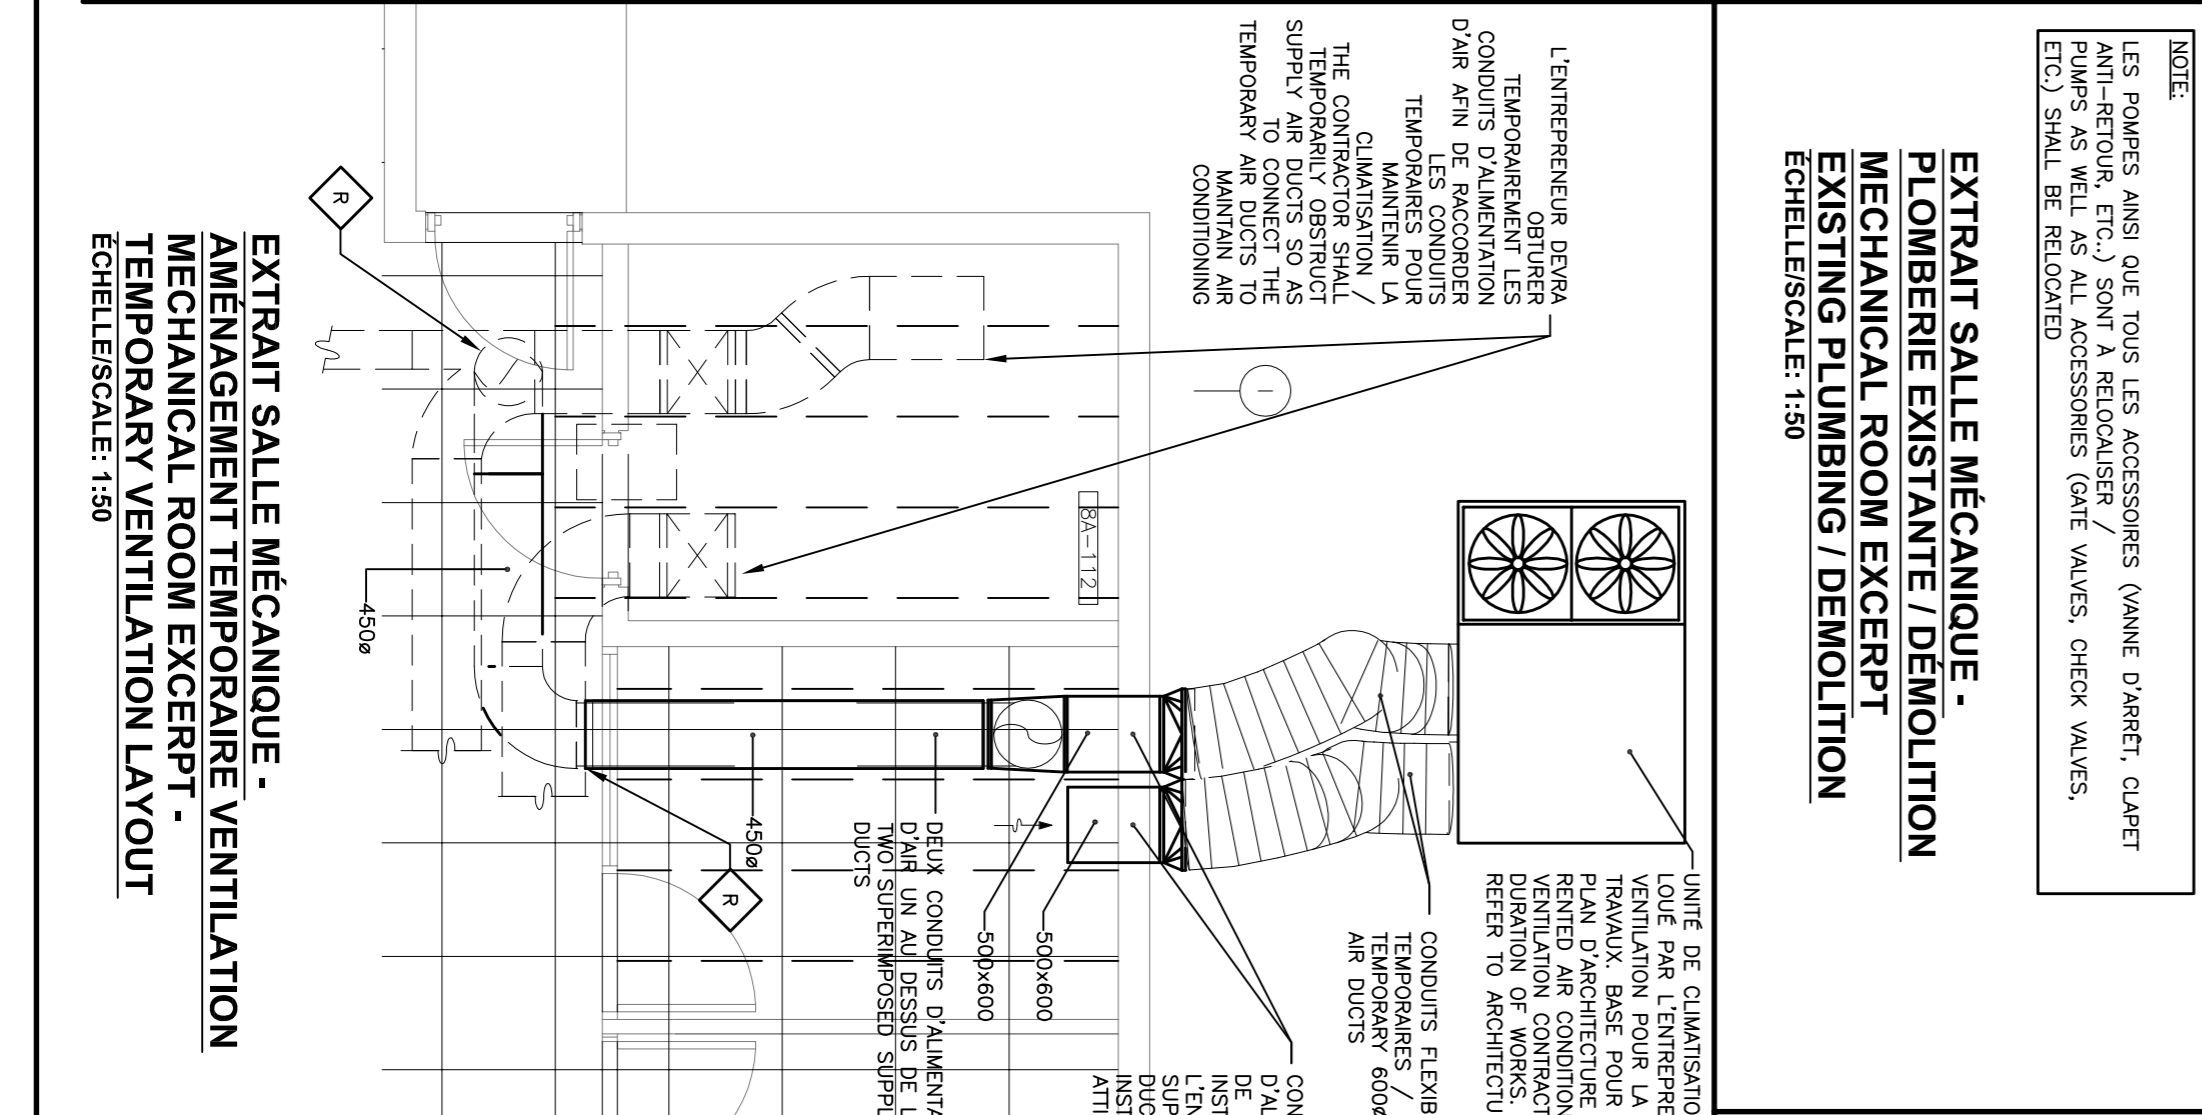 NOTE:
LES POMPES AINSI QUE TOUS LES ACCESSOIRES (VANNE D'ARRÊT, CLAPET
ANTI-RETOUR, ETC.,) SONT À RELOCALISER /
PUMPS AS WELL AS ALL ACCESSORIES (GATE VALVES, CHECK VALVES,
ETC.) SHALL BE RELOCATED
EXTRAIT SALLE MÉCANIQUE -
PLOMBERIE EXISTANTE / DÉMOLITION
MECHANICAL ROOM EXCERPT
EXISTING PLUMBING / DEMOLITION
ÉCHELLE/SCALE: 1:50
L'ENTREPRENEUR DEVRA
OBTURER
TEMPORAIREMENT LES
CONDUITS D'ALIMENTATION
D'AIR AFIN DE RACCORDER
LES CONDUITS
TEMPORAIRES POUR
MAINTENIR LA
CLIMATISATION /
THE CONTRACTOR SHALL
TEMPORARILY OBSTRUCT
SUPPLY AIR DUCTS SO AS
TO CONNECT THE
TEMPORARY AIR DUCTS TO
MAINTAIN AIR
CONDITIONING
8A-112
UNITÉ DE CLIMATISATIO
LOUÉ PAR L'ENTREPRE
VENTILATION POUR LA
TRAVAUX. BASE POUR
PLAN D'ARCHITECTURE
RENTED AIR CONDITION
VENTILATION CONTRACT
DURATION OF WORKS.
REFER TO ARCHITECTU
CONDUITS FLEXIB
TEMPORAIRES /
TEMPORARY 600ø
AIR DUCTS
CON
D'AL
DE
INST
L'EN
SUP
DUC
INST
ATTI
500x600
500x600
DEUX CONDUITS D'ALIMENTA
D'AIR UN AU DESSUS DE L
TWO SUPERIMPOSED SUPPL
DUCTS
450ø
R
450ø
R
EXTRAIT SALLE MÉCANIQUE -
AMÉNAGEMENT TEMPORAIRE VENTILATION
MECHANICAL ROOM EXCERPT -
TEMPORARY VENTILATION LAYOUT
ÉCHELLE/SCALE: 1:50